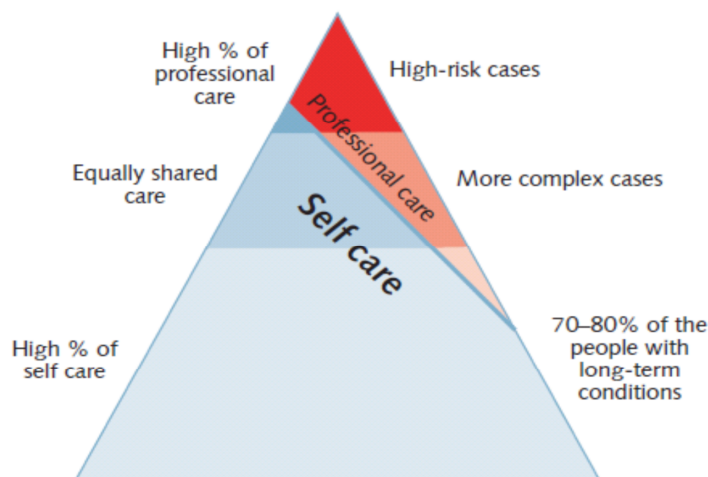 High % of
professional
care
High-risk cases
Professional care
Equally shared
care
More complex cases
Self care
High % of
self care
70–80% of the
people with
long-term
conditions